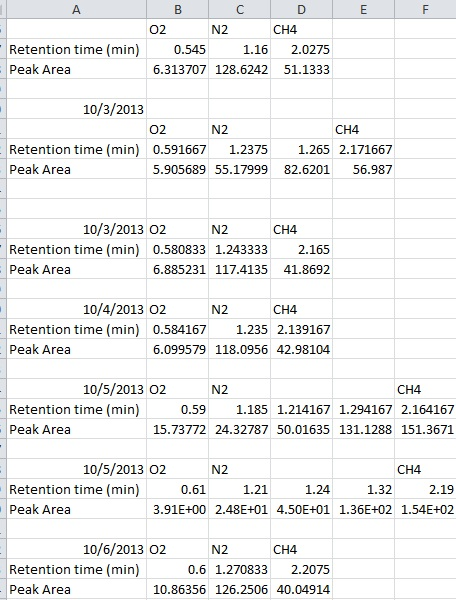 A B C D E F
O2 N2 CH4
Retention time (min) 0.545 1.16 2.0275
Peak Area 6.313707 128.6242 51.1333
10/3/2013
O2 N2 CH4
Retention time (min) 0.591667 1.2375 1.265 2.171667
Peak Area 5.905689 55.17999 82.6201 56.987
10/3/2013 O2 N2 CH4
Retention time (min) 0.580833 1.243333 2.165
Peak Area 6.885231 117.4135 41.8692
10/4/2013 O2 N2 CH4
Retention time (min) 0.584167 1.235 2.139167
Peak Area 6.099579 118.0956 42.98104
10/5/2013 O2 N2 CH4
Retention time (min) 0.59 1.185 1.214167 1.294167 2.164167
Peak Area 15.73772 24.32787 50.01635 131.1288 151.3671
10/5/2013 O2 N2 CH4
Retention time (min) 0.61 1.21 1.24 1.32 2.19
Peak Area 3.91E+00 2.48E+01 4.50E+01 1.36E+02 1.54E+02
10/6/2013 O2 N2 CH4
Retention time (min) 0.6 1.270833 2.2075
Peak Area 10.86356 126.2506 40.04914